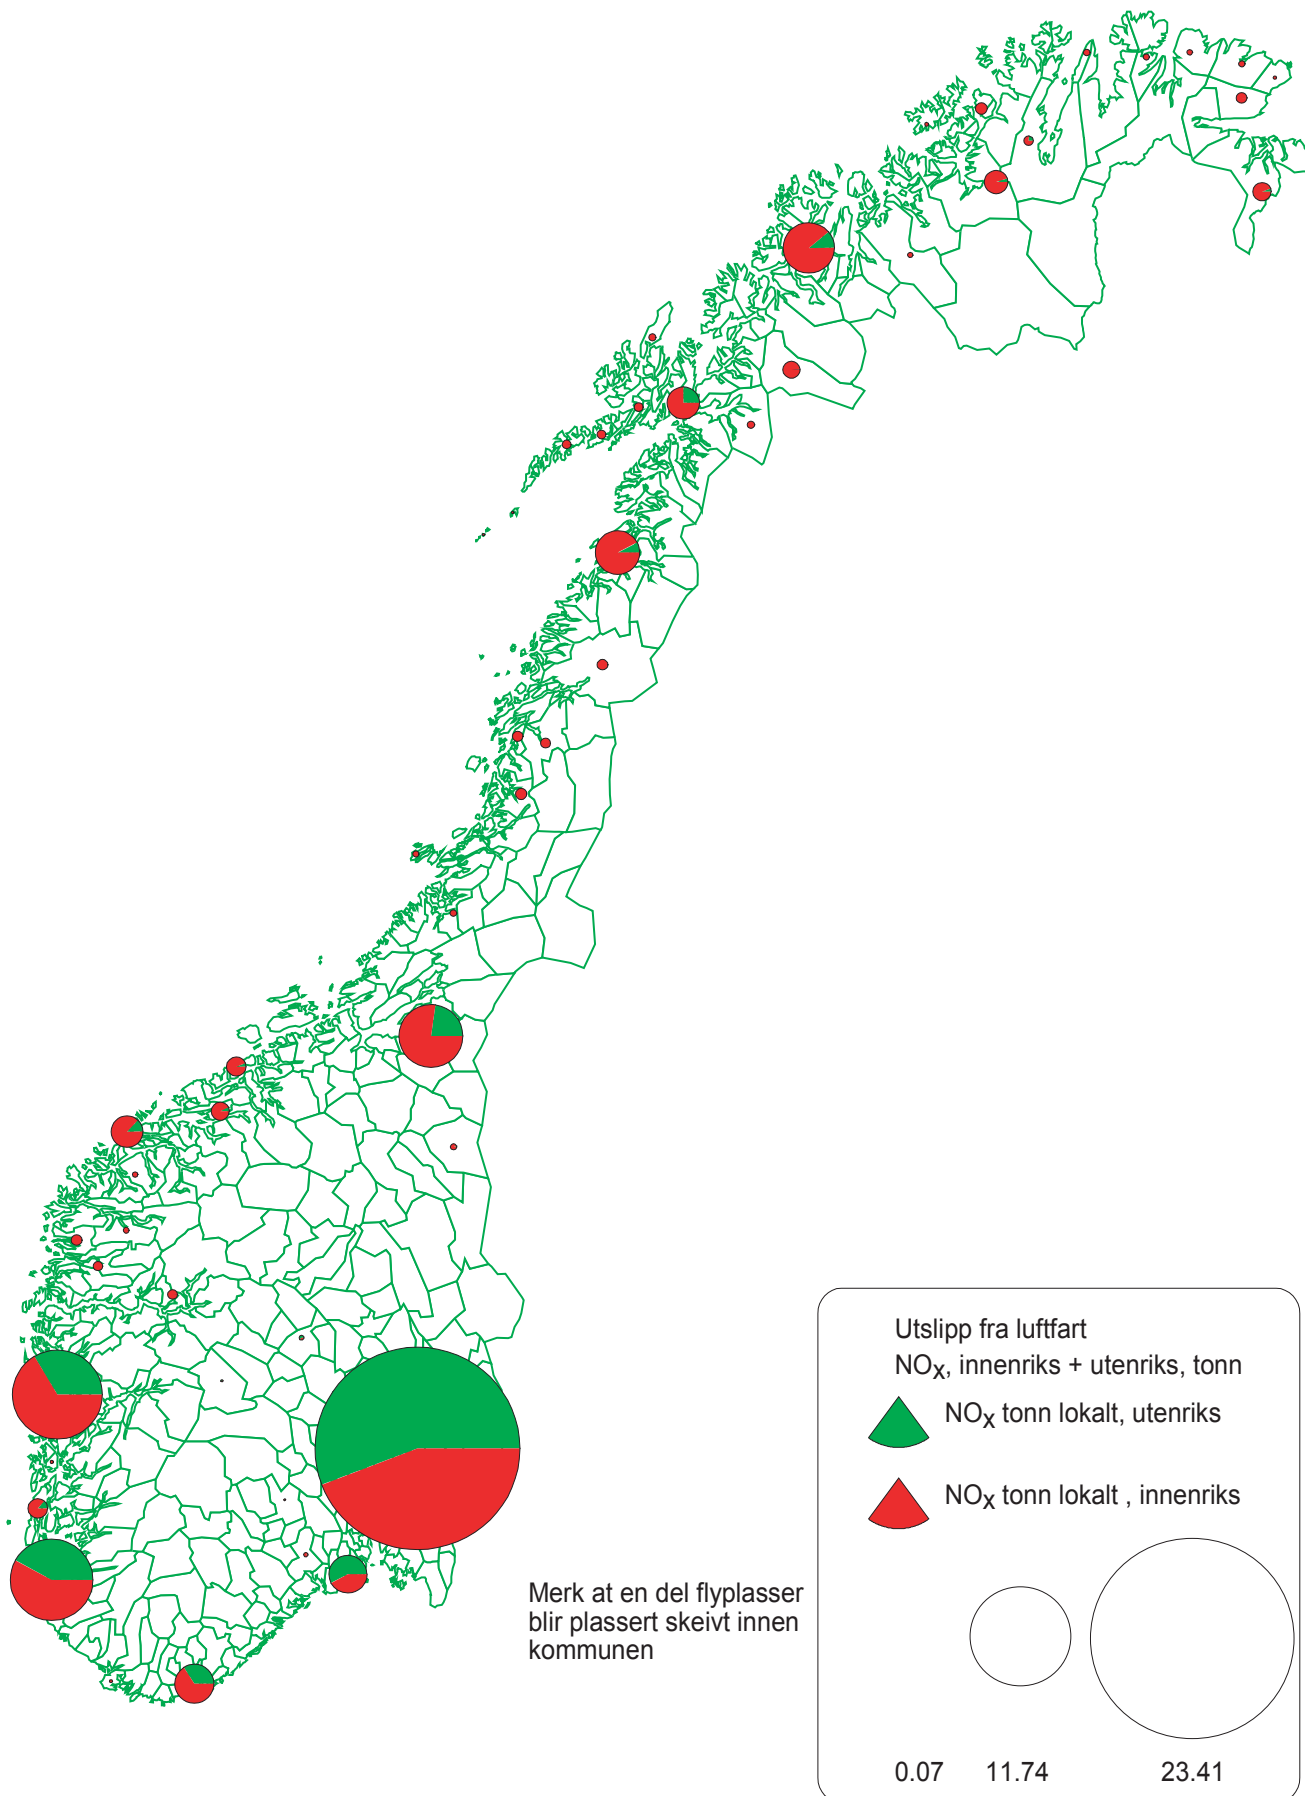 Utslipp fra luftfart
NOx, innenriks + utenriks, tonn
NOx tonn lokalt, utenriks
NOx tonn lokalt , innenriks
Merk at en del flyplasser
blir plassert skeivt innen
kommunen
0.07 11.74 23.41